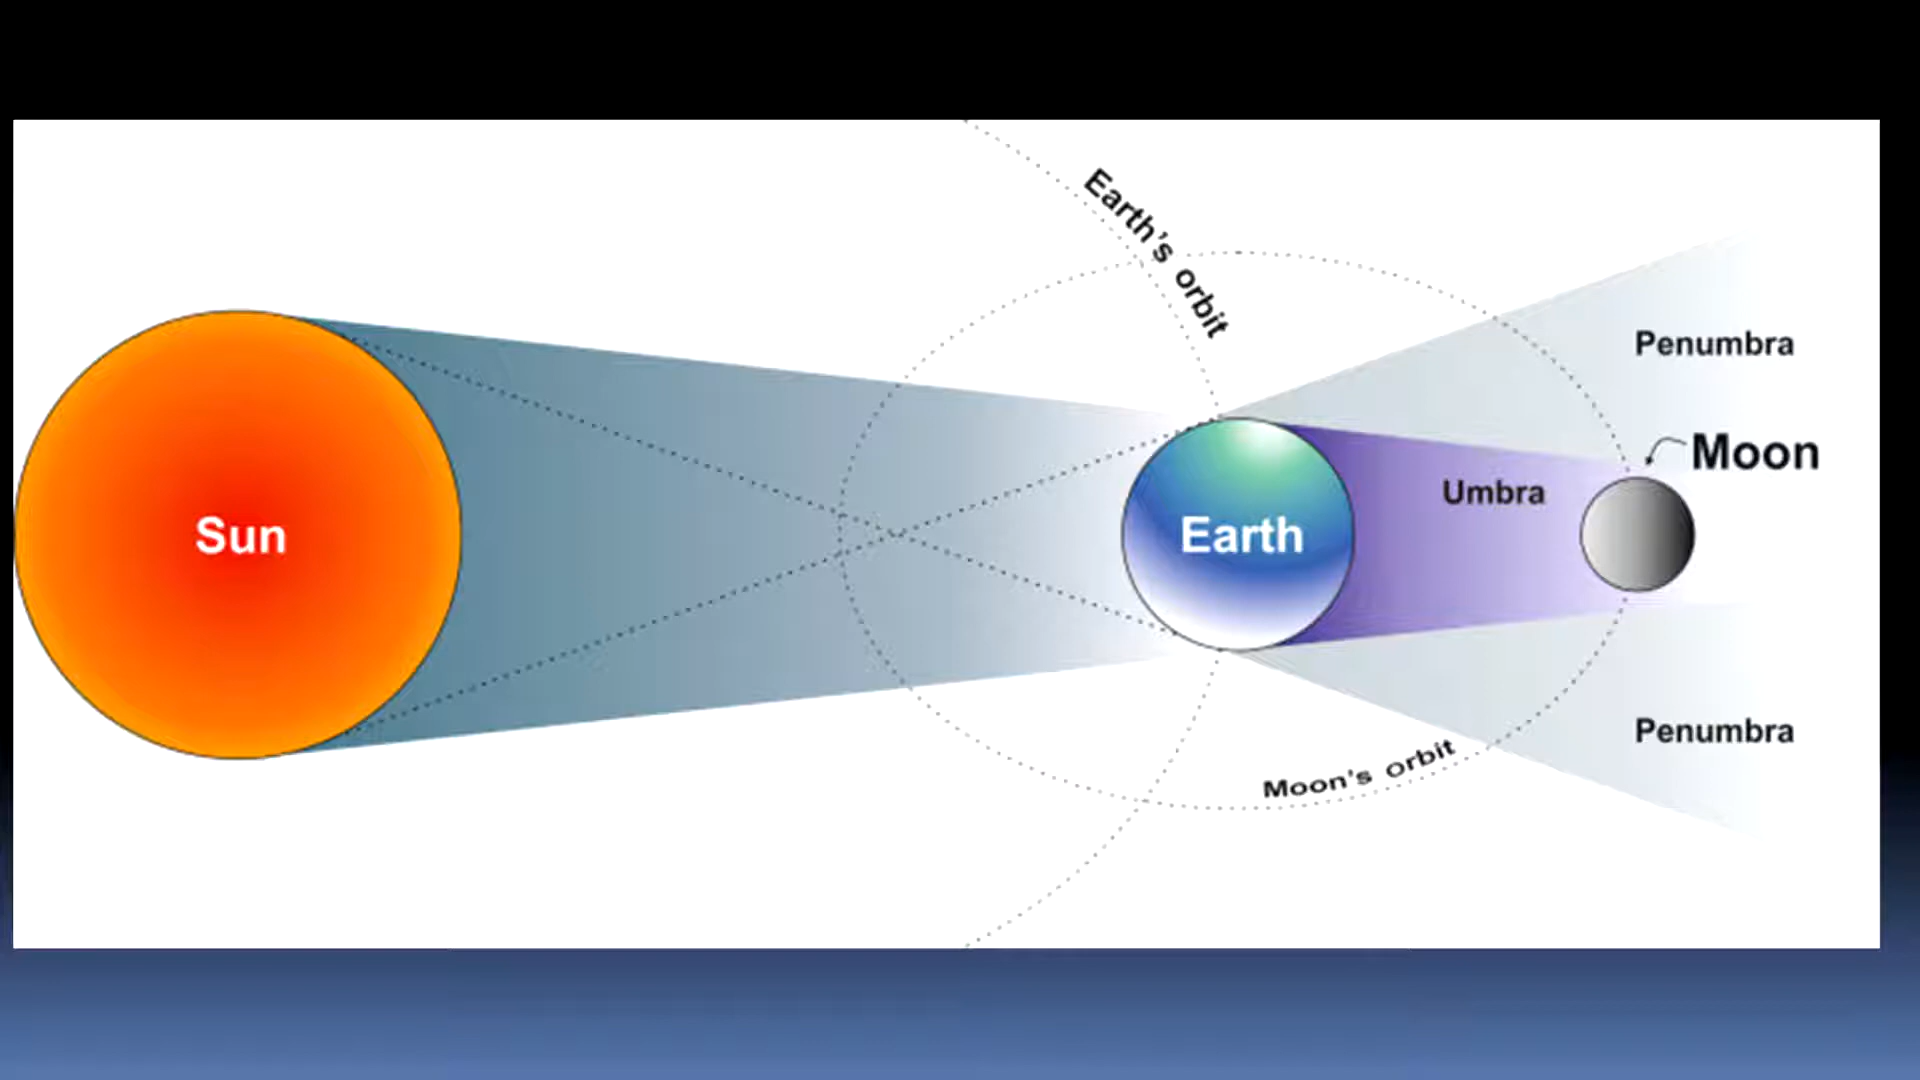 Earth's orbit
Penumbra
Moon
Umbra
Sun
Earth
Penumbra
Moon's orbit